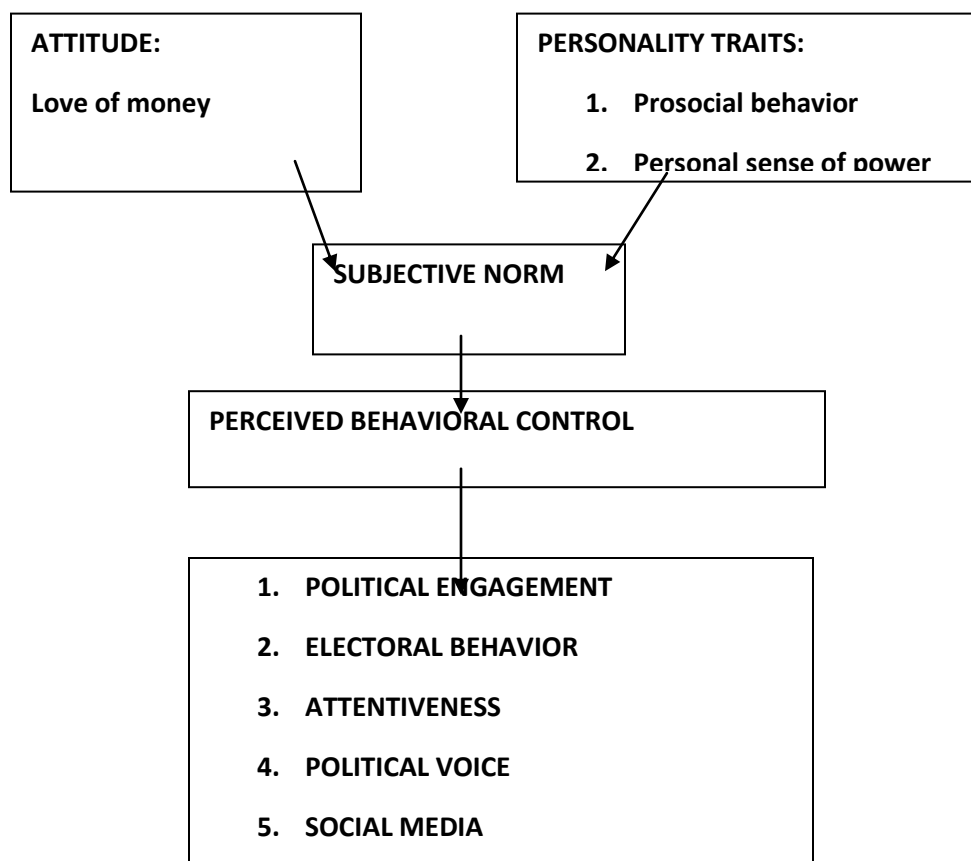 ATTITUDE:
Love of money
PERSONALITY TRAITS:
1. Prosocial behavior
2. Personal sense of power
SUBJECTIVE NORM
PERCEIVED BEHAVIORAL CONTROL
1. POLITICAL ENGAGEMENT
2. ELECTORAL BEHAVIOR
3. ATTENTIVENESS
4. POLITICAL VOICE
5. SOCIAL MEDIA